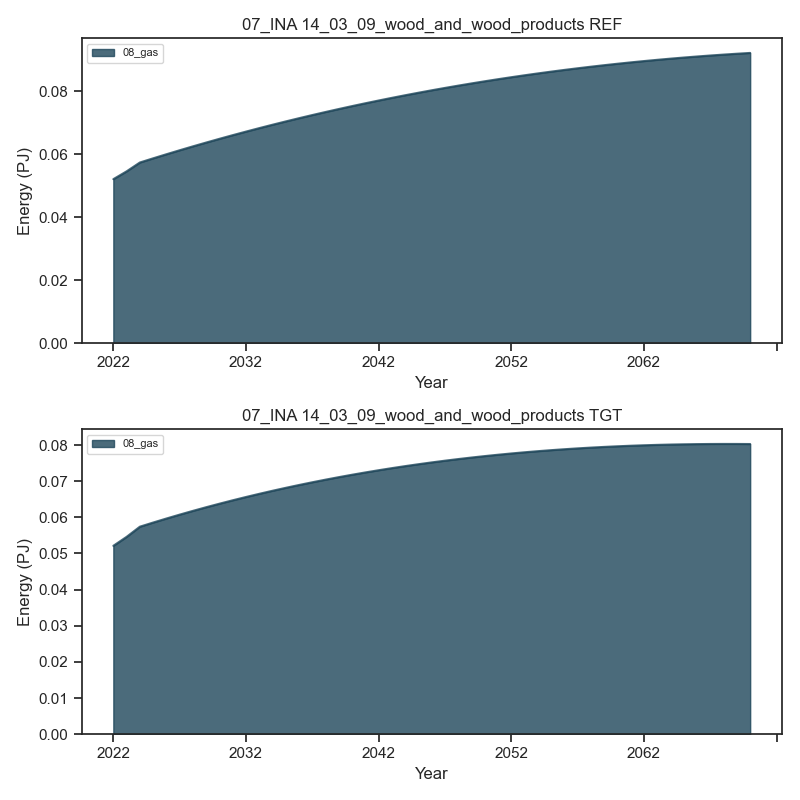 07_INA 14_03_09_wood_and_wood_products REF
08_gas
0.08
0.06
0.04
0.02
0.00
Energy (PJ)
2022 2032 2042 2052 2062
Year
07_INA 14_03_09_wood_and_wood_products TGT
08_gas
0.08
0.07
0.06
0.05
0.04
0.03
0.02
0.01
0.00
Energy (PJ)
2022 2032 2042 2052 2062
Year